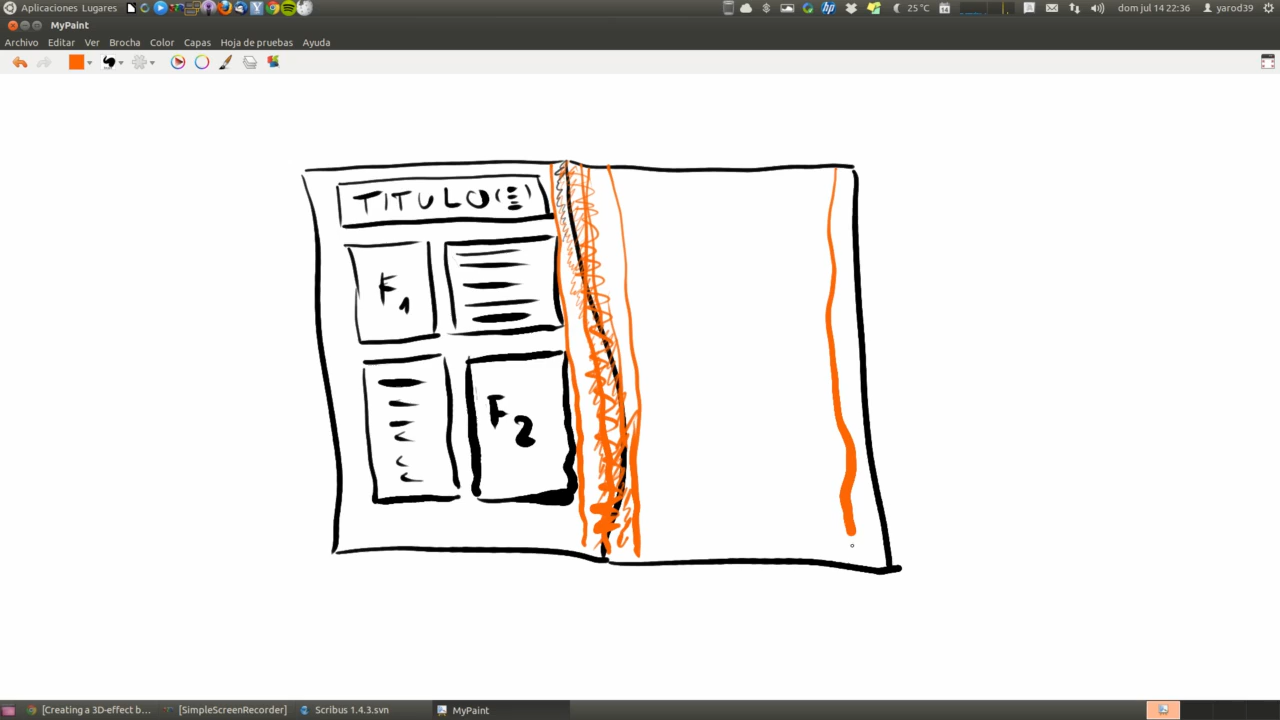 Aplicaciones Lugares
25 °C
dom jul 14 22:36
yarod39
MyPaint
Archivo Editar Ver Brocha Color Capas Hoja de pruebas Ayuda
TITULO
F1
F2
[Creating a 3D-effect b...
[SimpleScreenRecorder]
Scribus 1.4.3.svn
MyPaint